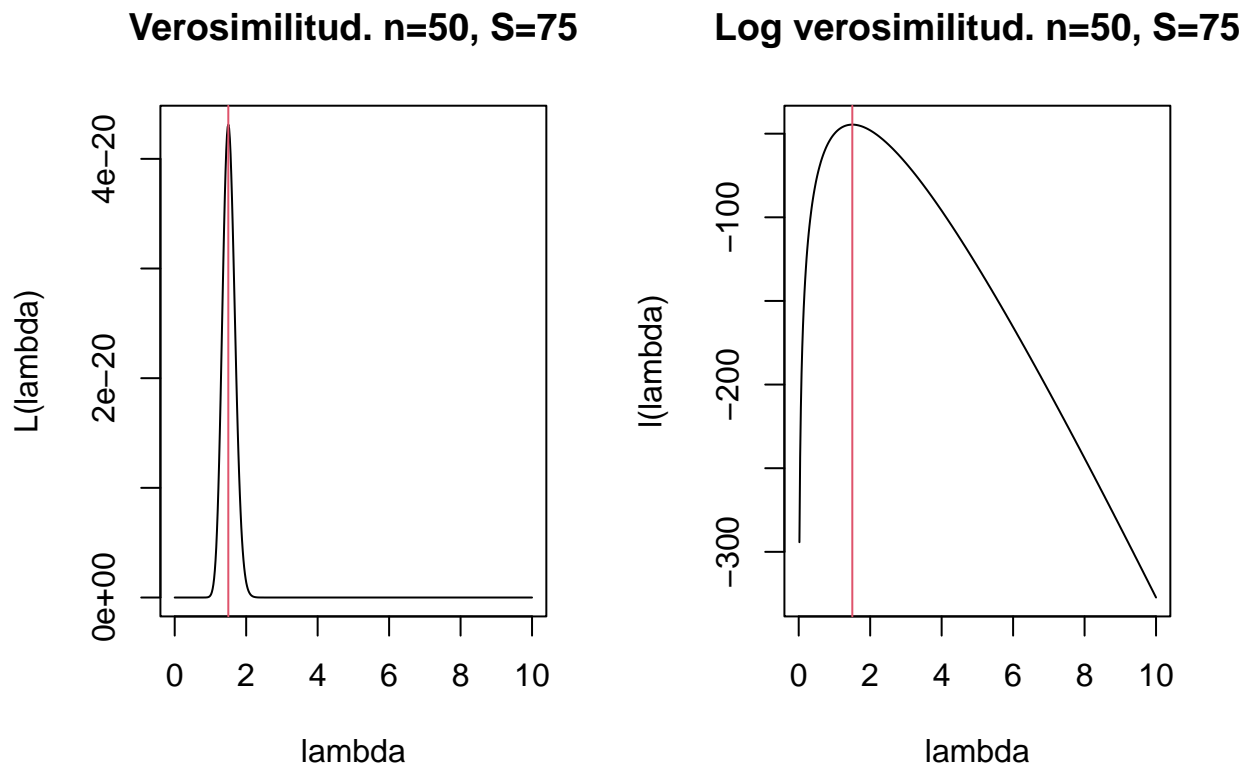 Verosimilitud. n=50, S=75
L(lambda)
4e−20
2e−20
0e+00
0 2 4 6 8 10
lambda
Log verosimilitud. n=50, S=75
l(lambda)
−100
−200
−300
0 2 4 6 8 10
lambda